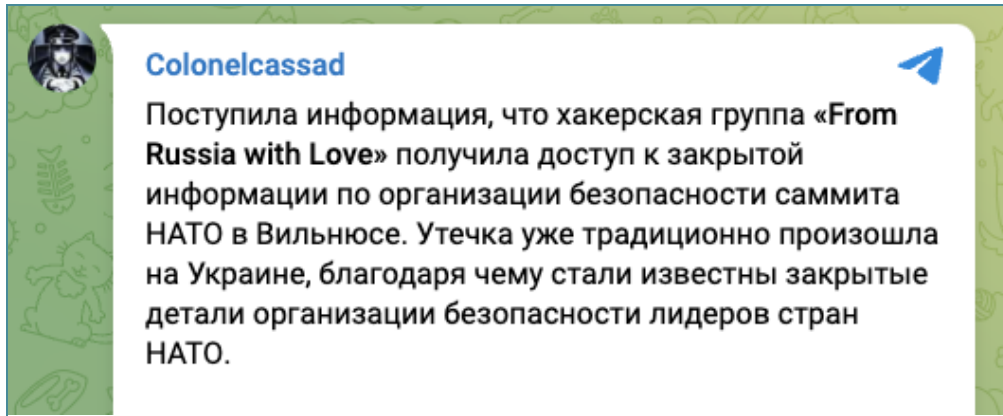 Colonelcassad
Поступила информация, что хакерская группа «From
Russia with Love» получила доступ к закрытой
информации по организации безопасности саммита
НАТО в Вильнюсе. Утечка уже традиционно произошла
на Украине, благодаря чему стали известны закрытые
детали организации безопасности лидеров стран
НАТО.